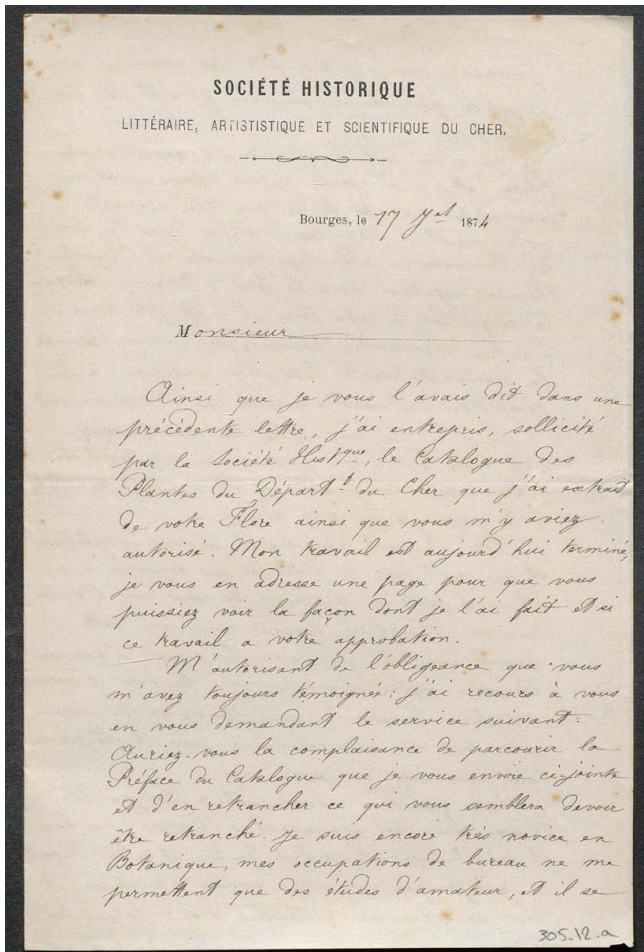 SOCIÉTÉ HISTORIQUE
LITTÉRAIRE, ARTISTISTIQUE ET SCIENTIFIQUE DU CHER,
Bourges, le 17 1874
Monsieur
Ainsi que je vous l'avais dit dans une
précédente lettre, j'ai entrepris, sollicité
par la Société Histque, le Catalogue des
Plantes du Départt du Cher que j'ai extrait
de votre Flore ainsi que vous m'y aviez
autorisé. Mon travail est aujourd'hui terminé,
je vous en adresse une page pour que vous
puissiez voir la façon dont je l'ai fait et si
ce travail a votre approbation.
M'autorisant de l'obligeance que vous
m'avez toujours témoignée: j'ai recours à vous
en vous demandant le service suivant:
Auriez-vous la complaisance de parcourir la
Préface du Catalogue que je vous envoie ci-jointe
et d'en retrancher ce qui vous semblera devoir
être retranché. Je suis encore très novice en
Botanique, mes occupations de bureau ne me
permettent que des études d'amateur, et il se
305-12-a